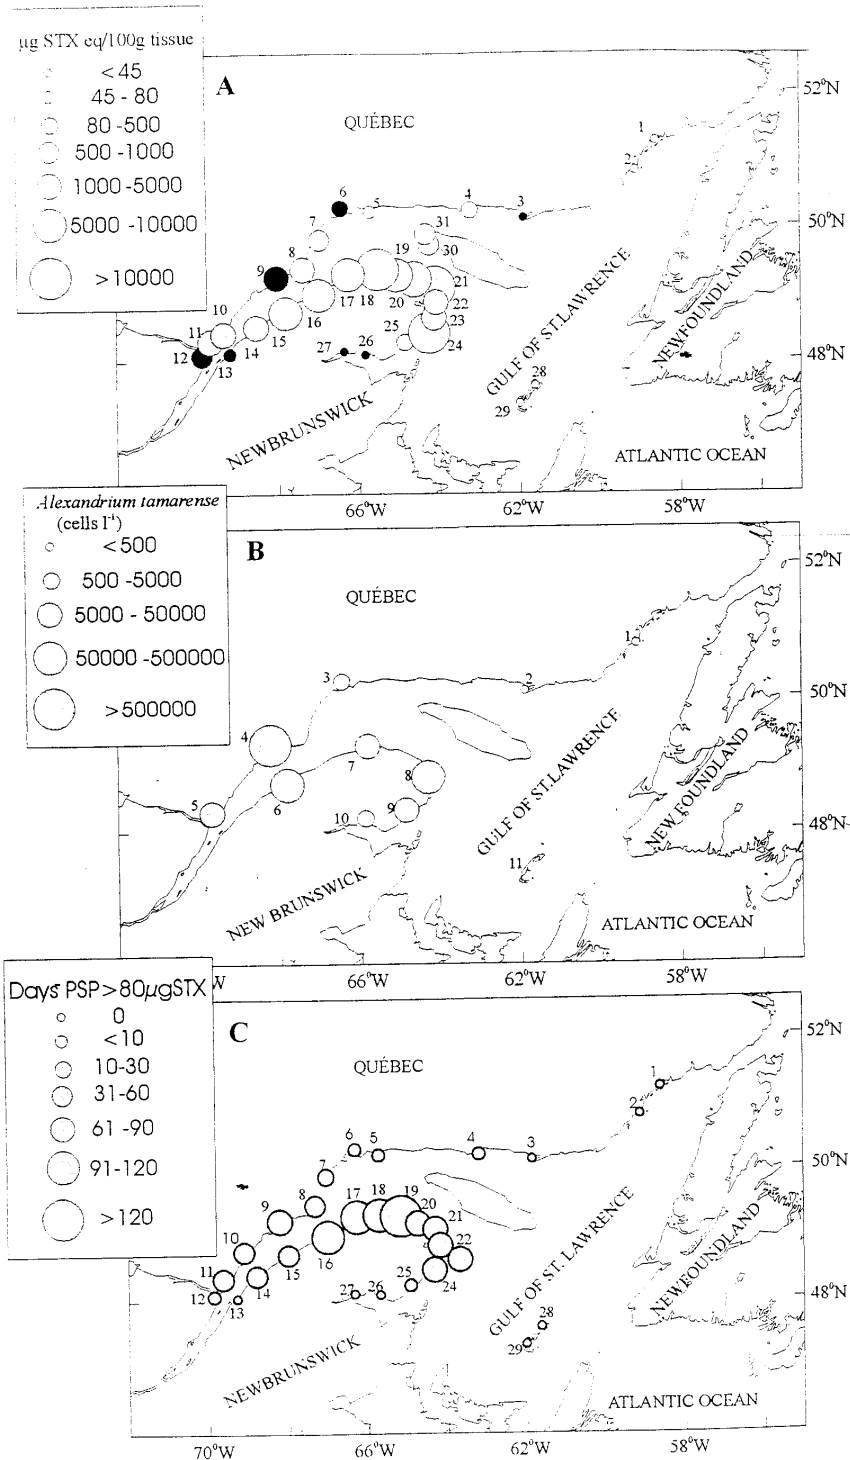 µg STX eq/100g tissue
<45
45 - 80
80 -500
500 -1000
1000 -5000
5000 -10000
>10000
A
QUÉBEC
1
2
3
4
5
6
7
8
9
10
11
12
13
14
15
16
17
18
19
20
21
22
23
24
25
26
27
28
29
30
31
GULF OF ST.LAWRENCE
NEWFOUNDLAND
NEWBRUNSWICK
ATLANTIC OCEAN
52°N
50°N
48°N
66°W
62°W
58°W
Alexandrium tamarense
(cells l⁻¹)
<500
500 -5000
5000 - 50000
50000 -500000
>500000
B
QUÉBEC
1
2
3
4
5
6
7
8
9
10
11
GULF OF ST.LAWRENCE
NEW FOUNDLAND
NEW BRUNSWICK
ATLANTIC OCEAN
52°N
50°N
48°N
W
66°W
62°W
58°W
Days PSP>80µgSTX
0
<10
10-30
31-60
61 -90
91-120
>120
C
QUÉBEC
1
2
3
4
5
6
7
8
9
10
11
12
13
14
15
16
17
18
19
20
21
22
24
25
26
27
28
29
GULF OF ST. LAWRENCE
NEWFOUNDLAND
NEWBRUNSWICK
ATLANTIC OCEAN
52°N
50°N
48°N
70°W
66°W
62°W
58°W